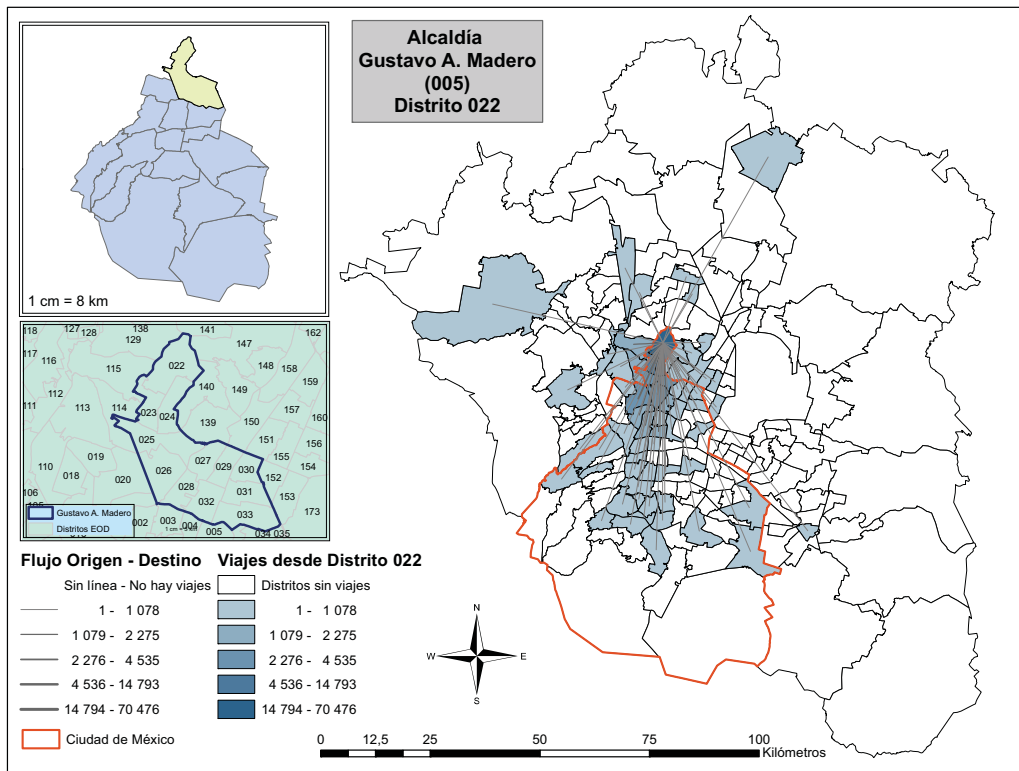 Alcaldía
Gustavo A. Madero
(005)
Distrito 022
1 cm = 8 km
118 127 128 138 129 141 162
147
117 116 115 022 148 158
159
140 149
112
111 113 114 023 024 157 160
139 150
025 151 156
019 027 155
110 018 020 026 029 030 154
152
028 031
106 032 153
033 173
002 003 004 005 034 035
1 cm = 3 km
Gustavo A. Madero
Distritos EOD
Flujo Origen - Destino Viajes desde Distrito 022
Sin línea - No hay viajes Distritos sin viajes
1 - 1 078 1 - 1 078
1 079 - 2 275 1 079 - 2 275
2 276 - 4 535 2 276 - 4 535
4 536 - 14 793 4 536 - 14 793
14 794 - 70 476 14 794 - 70 476
Ciudad de México
N
W E
S
0 12,5 25 50 75 100
Kilómetros